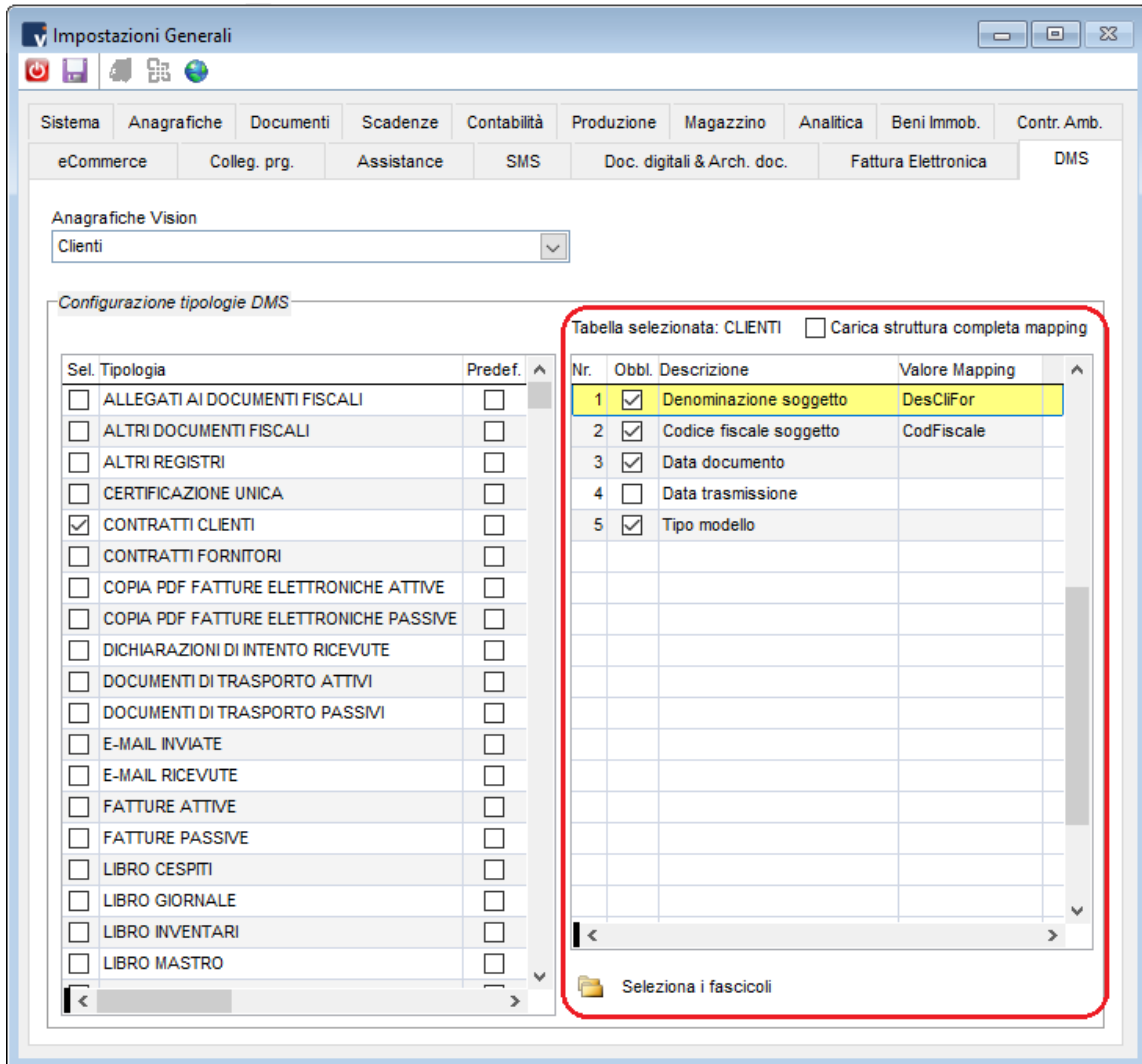 Impostazioni Generali
Sistema Anagrafiche Documenti Scadenze Contabilità Produzione Magazzino Analitica Beni Immob. Contr. Amb.
eCommerce Colleg. prg. Assistance SMS Doc. digitali & Arch. doc. Fattura Elettronica DMS
Anagrafiche Vision
Clienti
Configurazione tipologie DMS
Tabella selezionata: CLIENTI Carica struttura completa mapping
Sel. Tipologia Predef.
ALLEGATI AI DOCUMENTI FISCALI
ALTRI DOCUMENTI FISCALI
ALTRI REGISTRI
CERTIFICAZIONE UNICA
CONTRATTI CLIENTI
CONTRATTI FORNITORI
COPIA PDF FATTURE ELETTRONICHE ATTIVE
COPIA PDF FATTURE ELETTRONICHE PASSIVE
DICHIARAZIONI DI INTENTO RICEVUTE
DOCUMENTI DI TRASPORTO ATTIVI
DOCUMENTI DI TRASPORTO PASSIVI
E-MAIL INVIATE
E-MAIL RICEVUTE
FATTURE ATTIVE
FATTURE PASSIVE
LIBRO CESPITI
LIBRO GIORNALE
LIBRO INVENTARI
LIBRO MASTRO
Nr. Obbl. Descrizione Valore Mapping
1 Denominazione soggetto DesCliFor
2 Codice fiscale soggetto CodFiscale
3 Data documento
4 Data trasmissione
5 Tipo modello
Seleziona i fascicoli